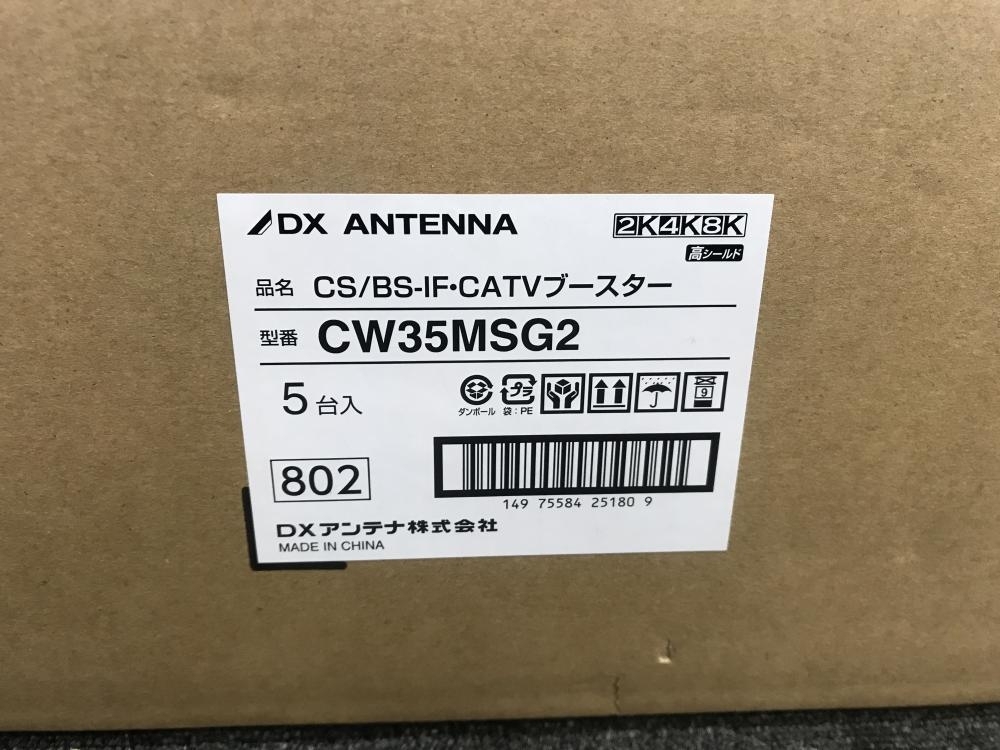 DX ANTENNA
2K4K8K
高シールド
品名 CS/BS-IF・CATVブースター
型番 CW35MSG2
5台入
ダンボール 袋：PE
プラ
9
802
149 75584 25180 9
DXアンテナ株式会社
MADE IN CHINA